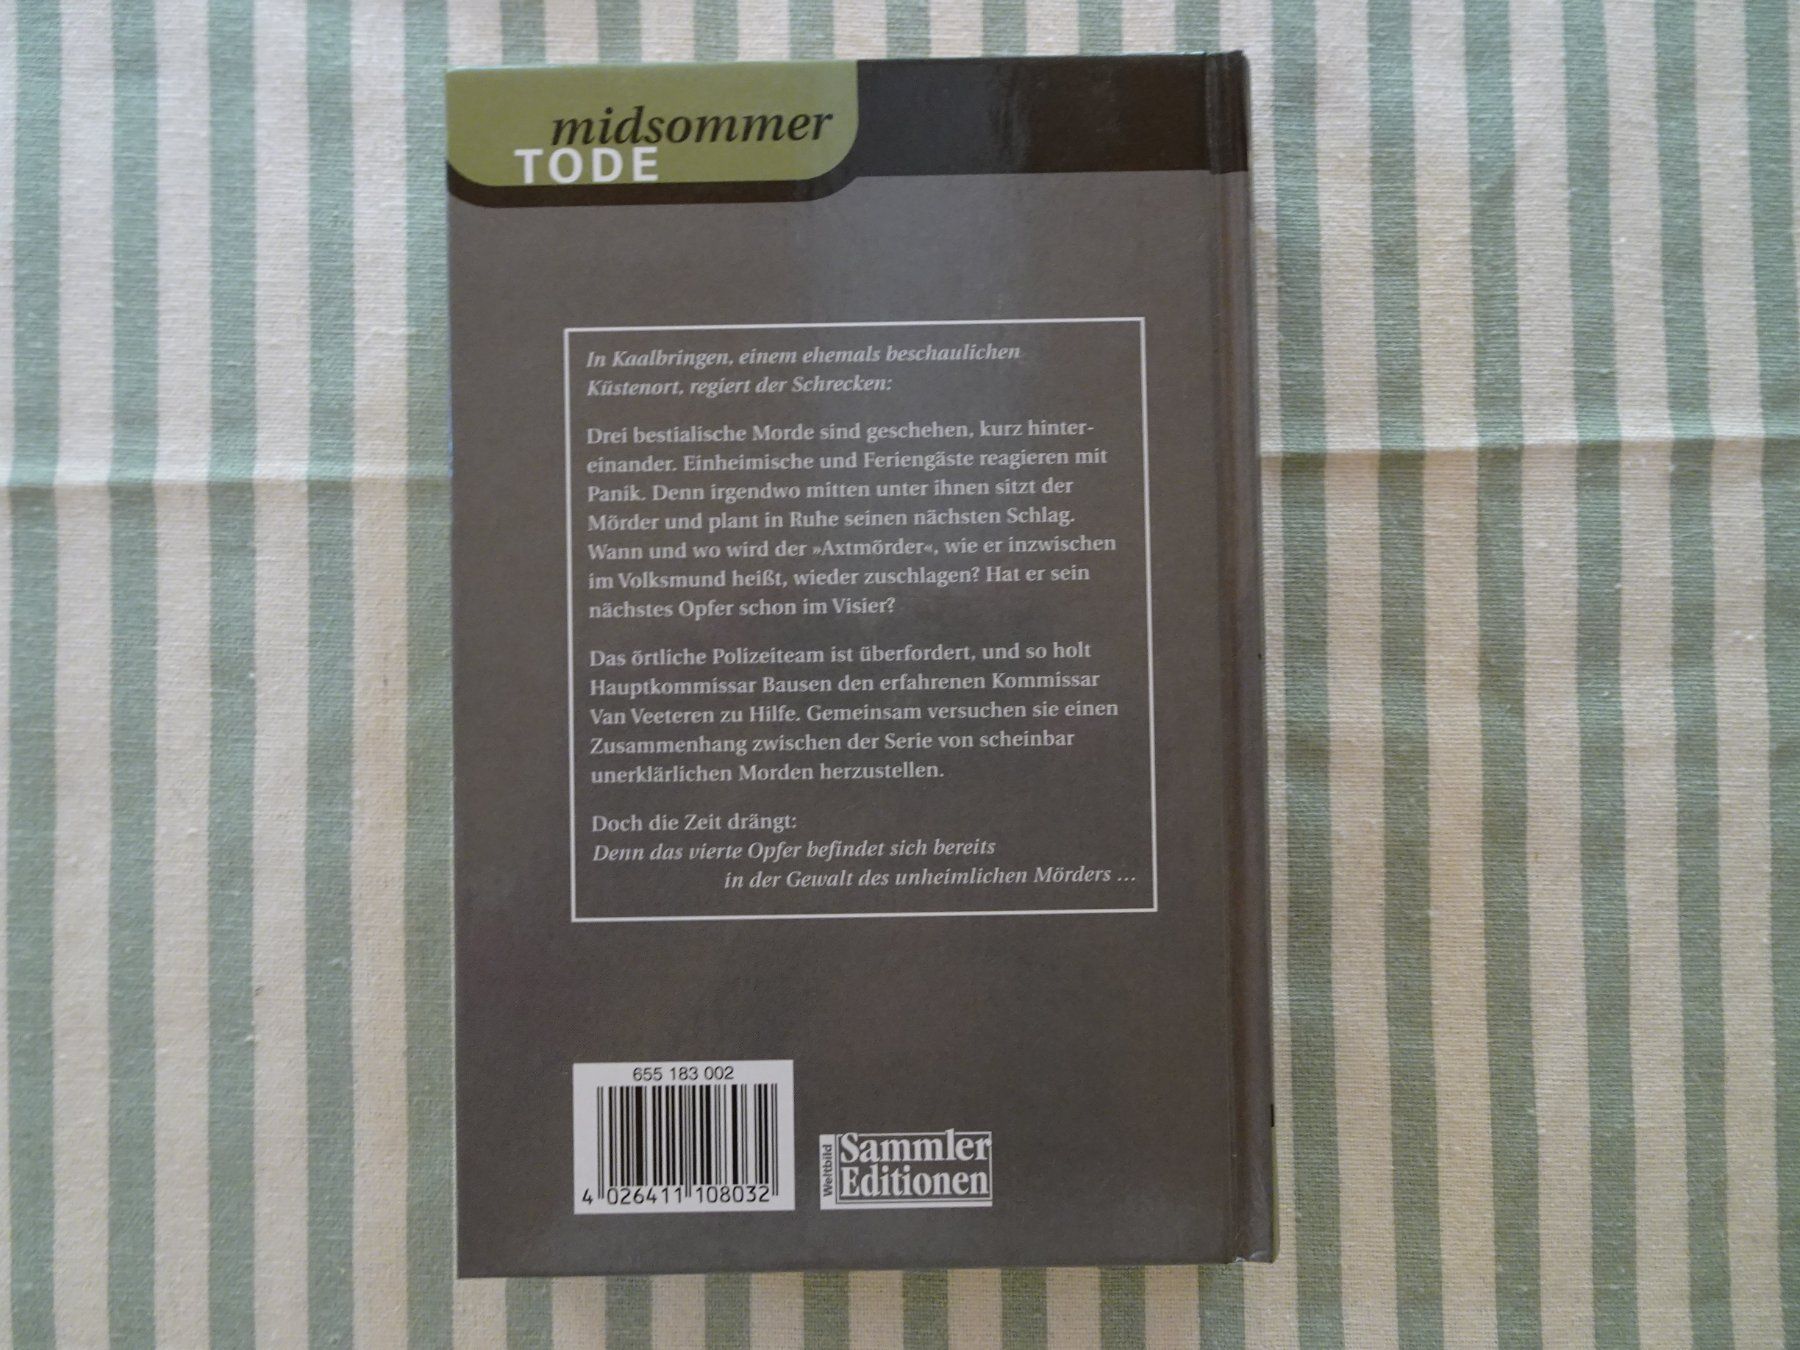 midsommer
TODE
In Kaalbringen, einem ehemals beschaulichen
Küstenort, regiert der Schrecken:
Drei bestialische Morde sind geschehen, kurz hinter-
einander. Einheimische und Feriengäste reagieren mit
Panik. Denn irgendwo mitten unter ihnen sitzt der
Mörder und plant in Ruhe seinen nächsten Schlag.
Wann und wo wird der »Axtmörder«, wie er inzwischen
im Volksmund heißt, wieder zuschlagen? Hat er sein
nächstes Opfer schon im Visier?
Das örtliche Polizeiteam ist überfordert, und so holt
Hauptkommissar Bausen den erfahrenen Kommissar
Van Veeteren zu Hilfe. Gemeinsam versuchen sie einen
Zusammenhang zwischen der Serie von scheinbar
unerklärlichen Morden herzustellen.
Doch die Zeit drängt:
Denn das vierte Opfer befindet sich bereits
in der Gewalt des unheimlichen Mörders ...
655 183 002
4 026411 108032
Weltbild
Sammler
Editionen